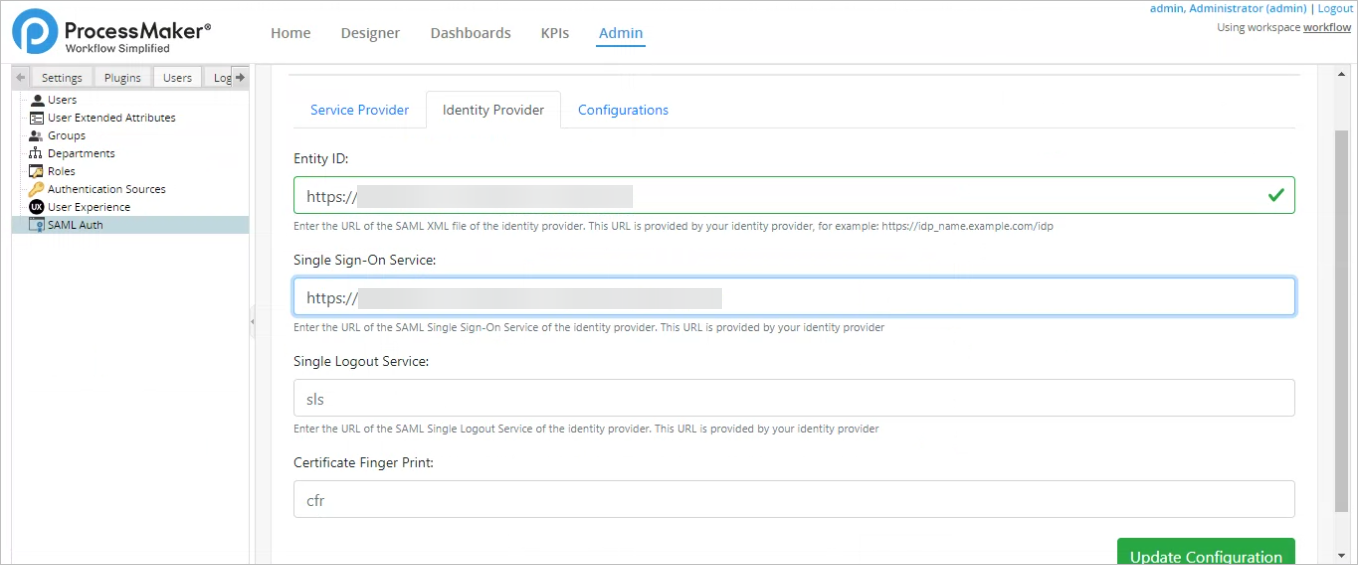 admin, Administrator (admin) | Logout
ProcessMaker®
Workflow Simplified
Home Designer Dashboards KPIs Admin
Using workspace workflow
Settings Plugins Users Log
Users
User Extended Attributes
Groups
Departments
Roles
Authentication Sources
UX User Experience
SAML Auth
Service Provider Identity Provider Configurations
Entity ID:
https://
Enter the URL of the SAML XML file of the identity provider. This URL is provided by your identity provider, for example: https://idp_name.example.com/idp
Single Sign-On Service:
https://
Enter the URL of the SAML Single Sign-On Service of the identity provider. This URL is provided by your identity provider
Single Logout Service:
sls
Enter the URL of the SAML Single Logout Service of the identity provider. This URL is provided by your identity provider
Certificate Finger Print:
cfr
Update Configuration